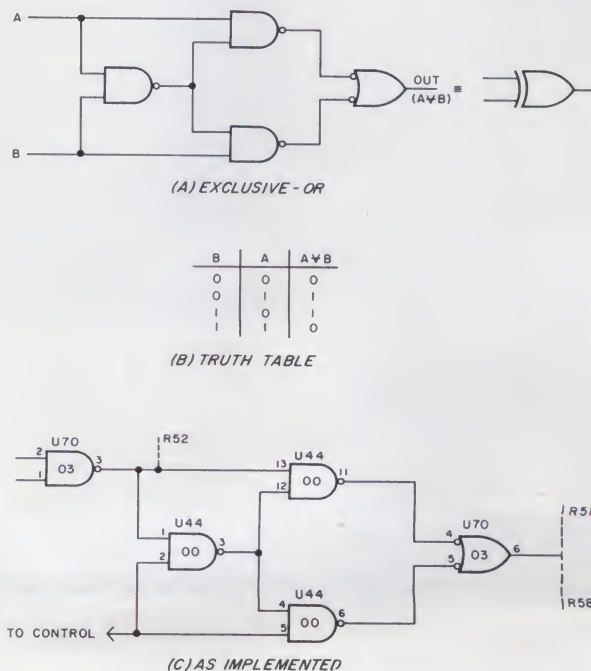 A
B
OUT
(A⊻B)
≡
(A) EXCLUSIVE-OR
B A A⊻B
0 0 0
0 1 1
1 0 1
1 1 0
(B) TRUTH TABLE
U70
2
1
03
3
R52
U44
13
12
00
11
U44
1
2
00
3
U44
4
5
00
6
U70
4
5
03
6
R58
TO CONTROL
(C) AS IMPLEMENTED